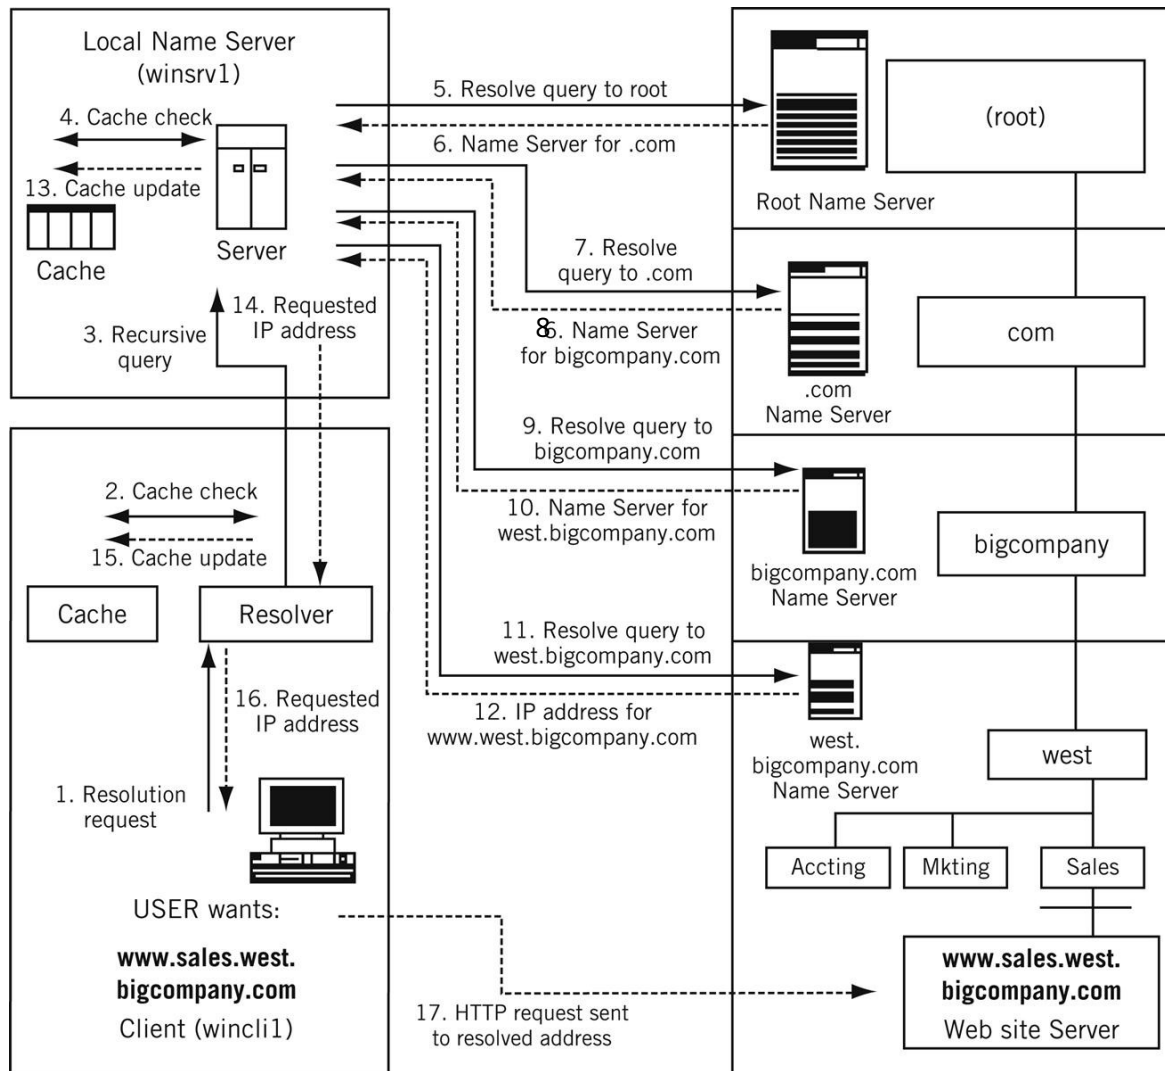 Local Name Server
(winsrv1)
4. Cache check
13. Cache update
Cache
Server
3. Recursive
query
14. Requested
IP address
2. Cache check
15. Cache update
Cache
Resolver
16. Requested
IP address
1. Resolution
request
USER wants:
www.sales.west.
bigcompany.com
Client (wincli1)
5. Resolve query to root
6. Name Server for .com
7. Resolve
query to .com
8. Name Server
for bigcompany.com
9. Resolve query to
bigcompany.com
10. Name Server for
west.bigcompany.com
11. Resolve query to
west.bigcompany.com
12. IP address for
www.west.bigcompany.com
17. HTTP request sent
to resolved address
Root Name Server
(root)
.com
Name Server
com
bigcompany.com
Name Server
bigcompany
west.
bigcompany.com
Name Server
west
Accting
Mkting
Sales
www.sales.west.
bigcompany.com
Web site Server